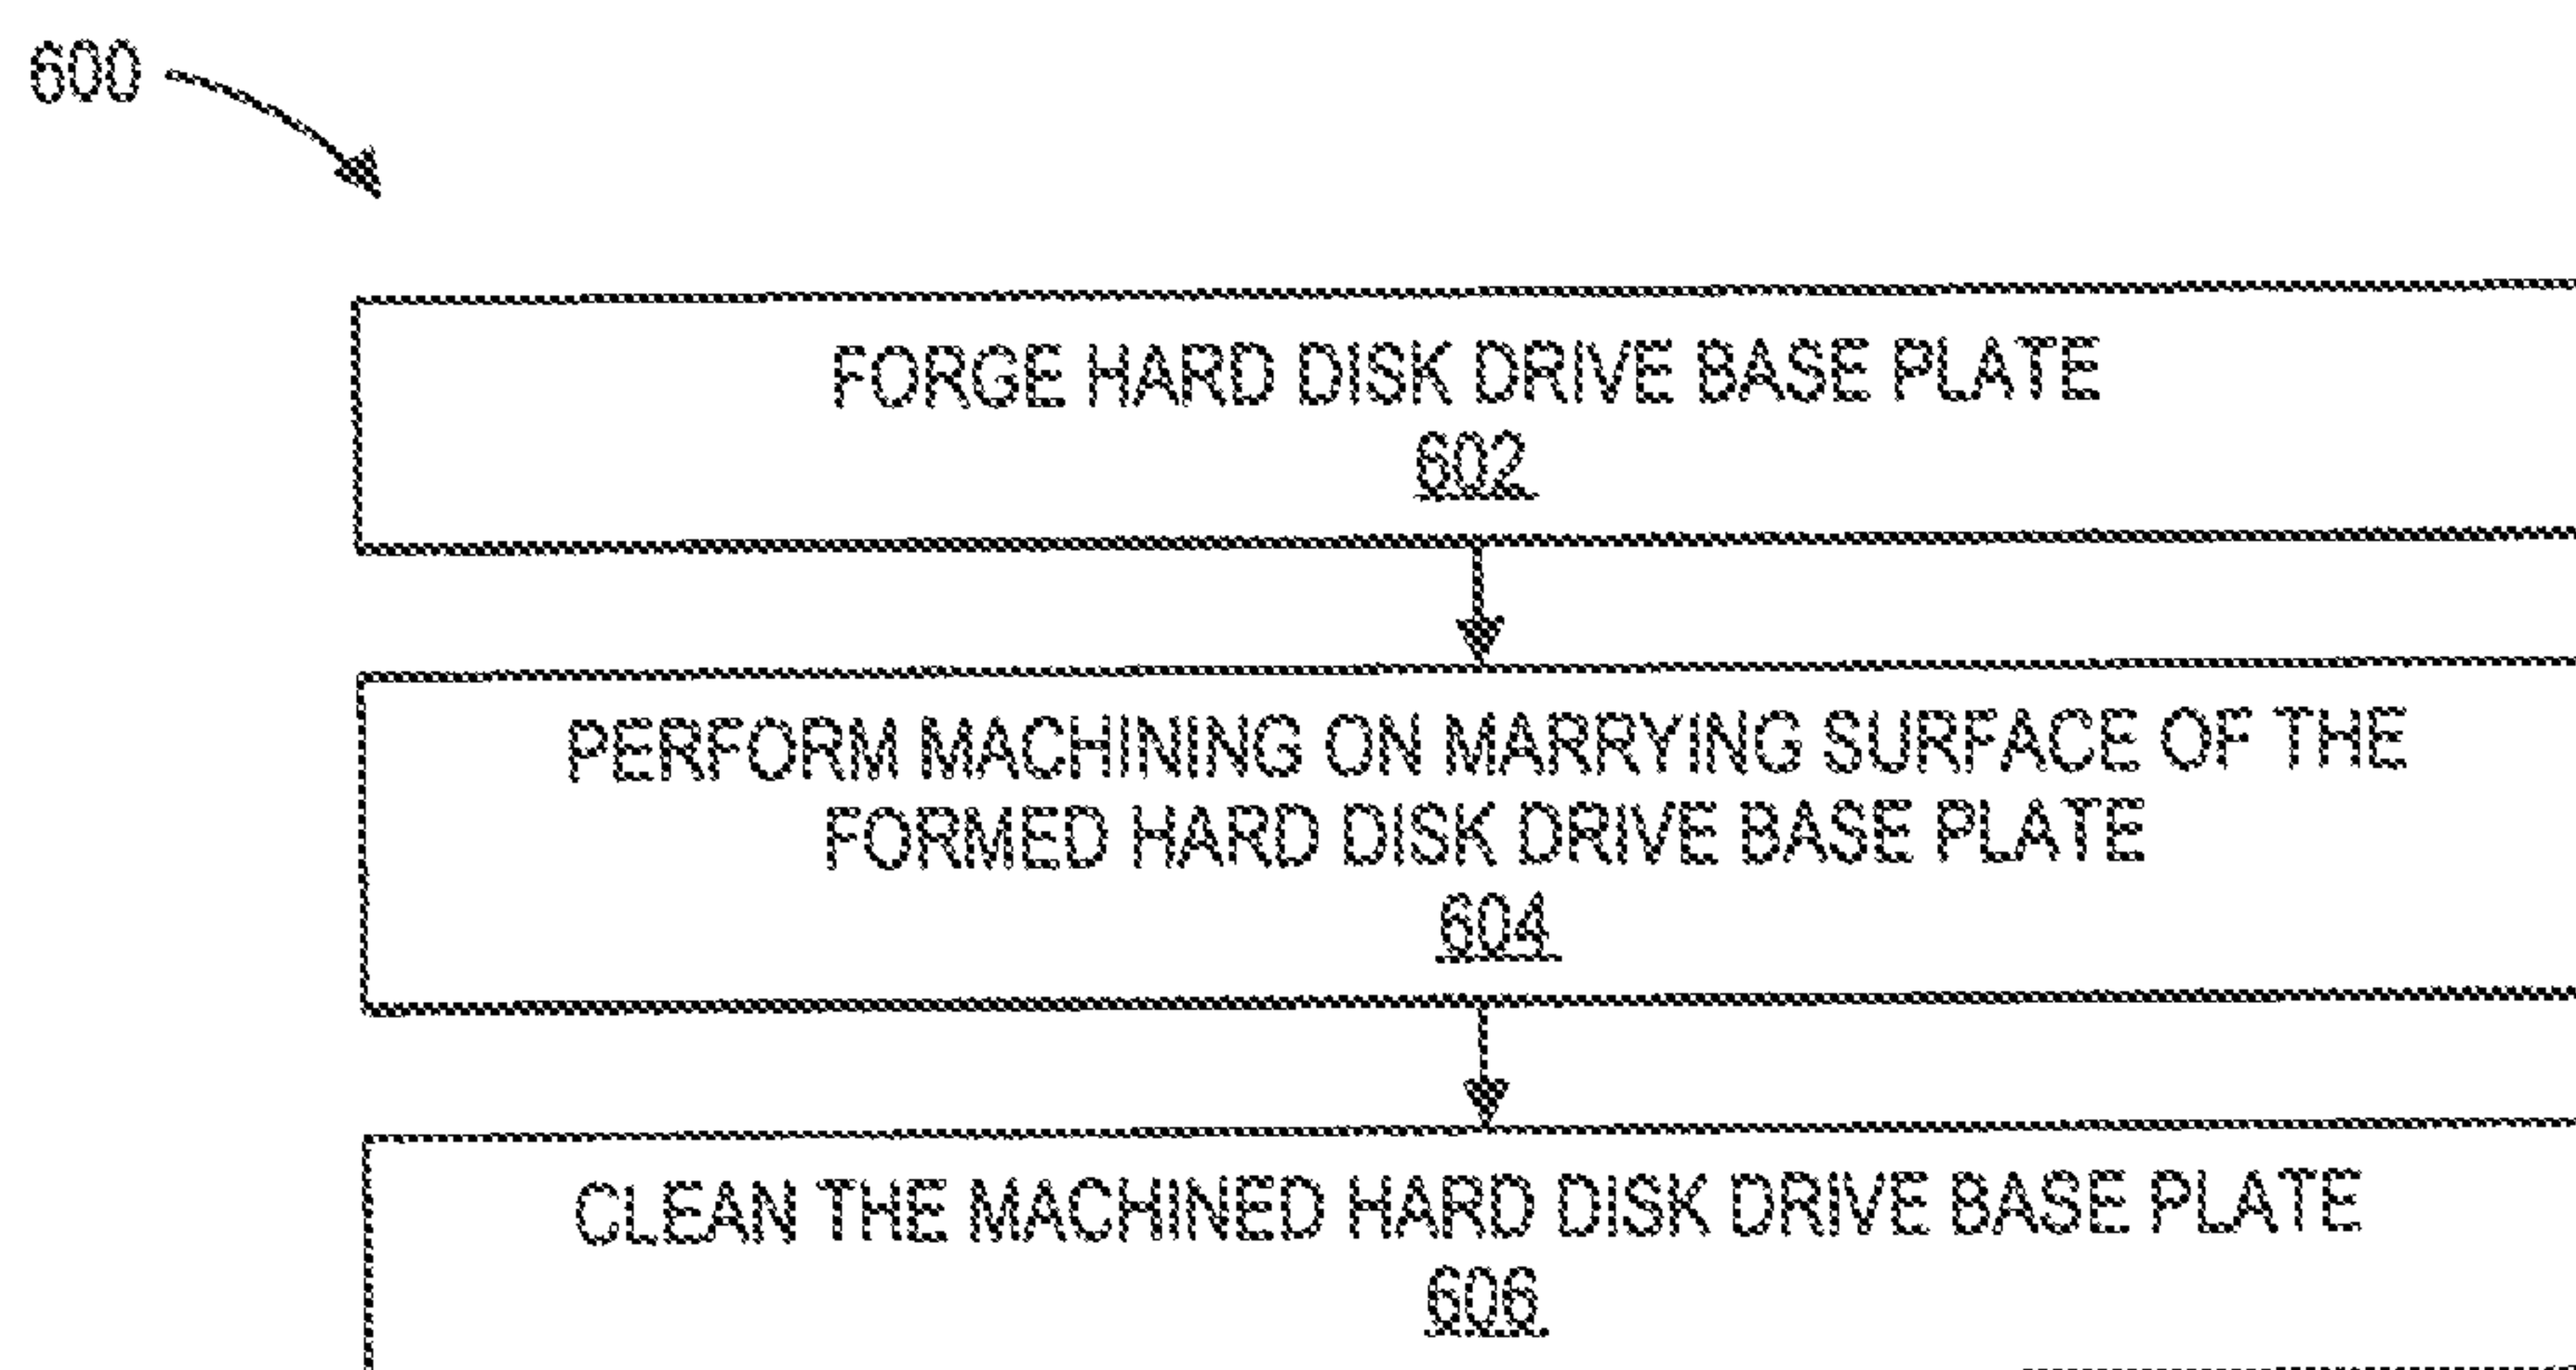 600
FORGE HARD DISK DRIVE BASE PLATE
602
PERFORM MACHINING ON MARRYING SURFACE OF THE
FORMED HARD DISK DRIVE BASE PLATE
604
CLEAN THE MACHINED HARD DISK DRIVE BASE PLATE
606